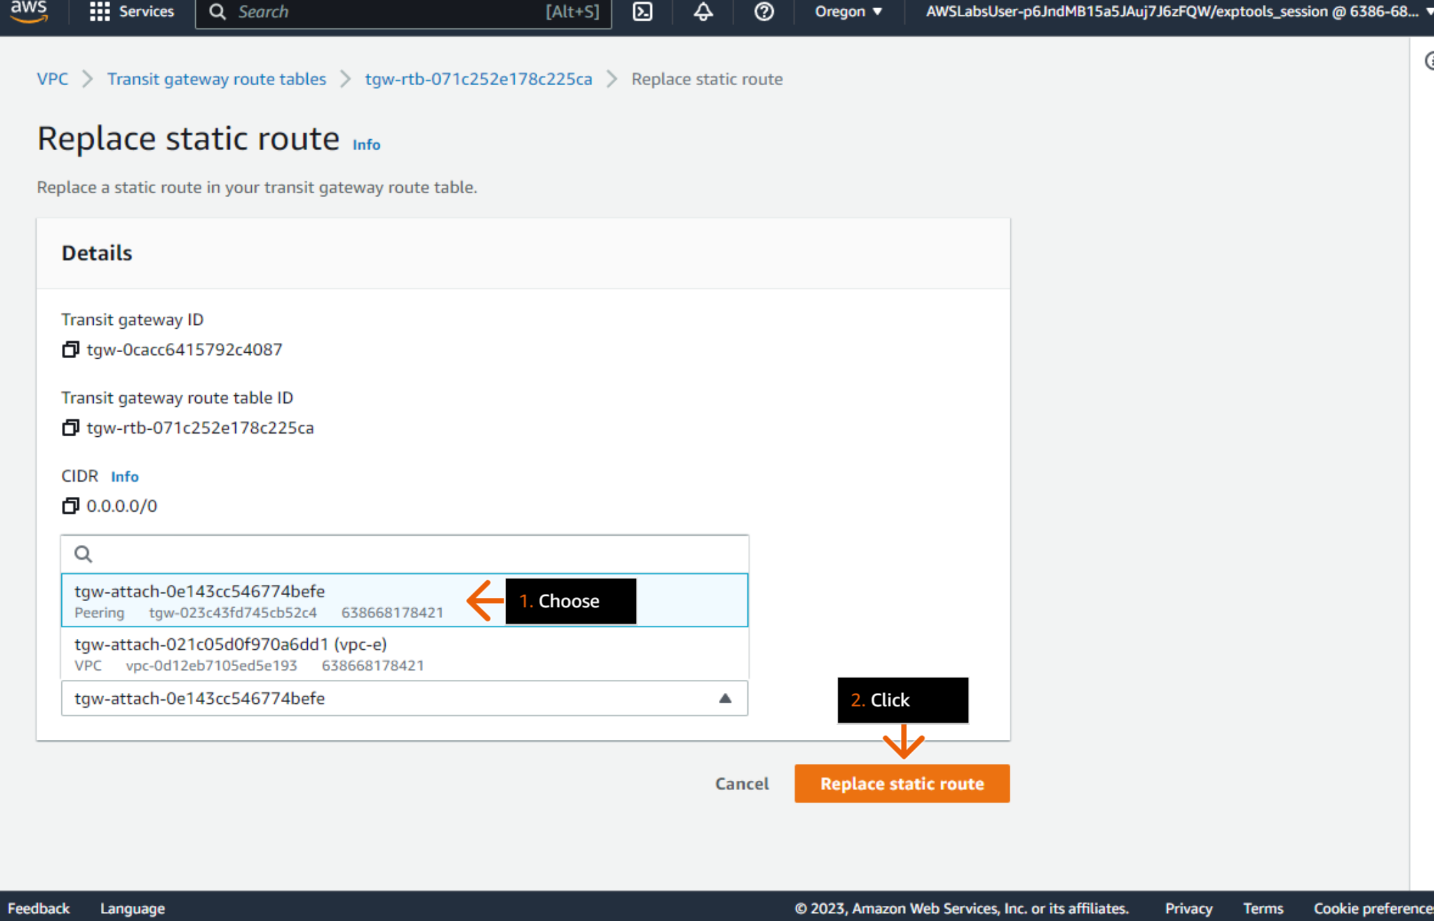 aws
Services
Search [Alt+S]
Oregon ▼
AWSLabsUser-p6JndMB15a5JAuj7J6zFQW/exptools_session @ 6386-68... ▼
VPC > Transit gateway route tables > tgw-rtb-071c252e178c225ca > Replace static route
Replace static route Info
Replace a static route in your transit gateway route table.
Details
Transit gateway ID
tgw-0cacc6415792c4087
Transit gateway route table ID
tgw-rtb-071c252e178c225ca
CIDR Info
0.0.0.0/0
tgw-attach-0e143cc546774befe
Peering tgw-023c43fd745cb52c4 638668178421
1. Choose
tgw-attach-021c05d0f970a6dd1 (vpc-e)
VPC vpc-0d12eb7105ed5e193 638668178421
tgw-attach-0e143cc546774befe
2. Click
Cancel
Replace static route
Feedback Language © 2023, Amazon Web Services, Inc. or its affiliates. Privacy Terms Cookie preference